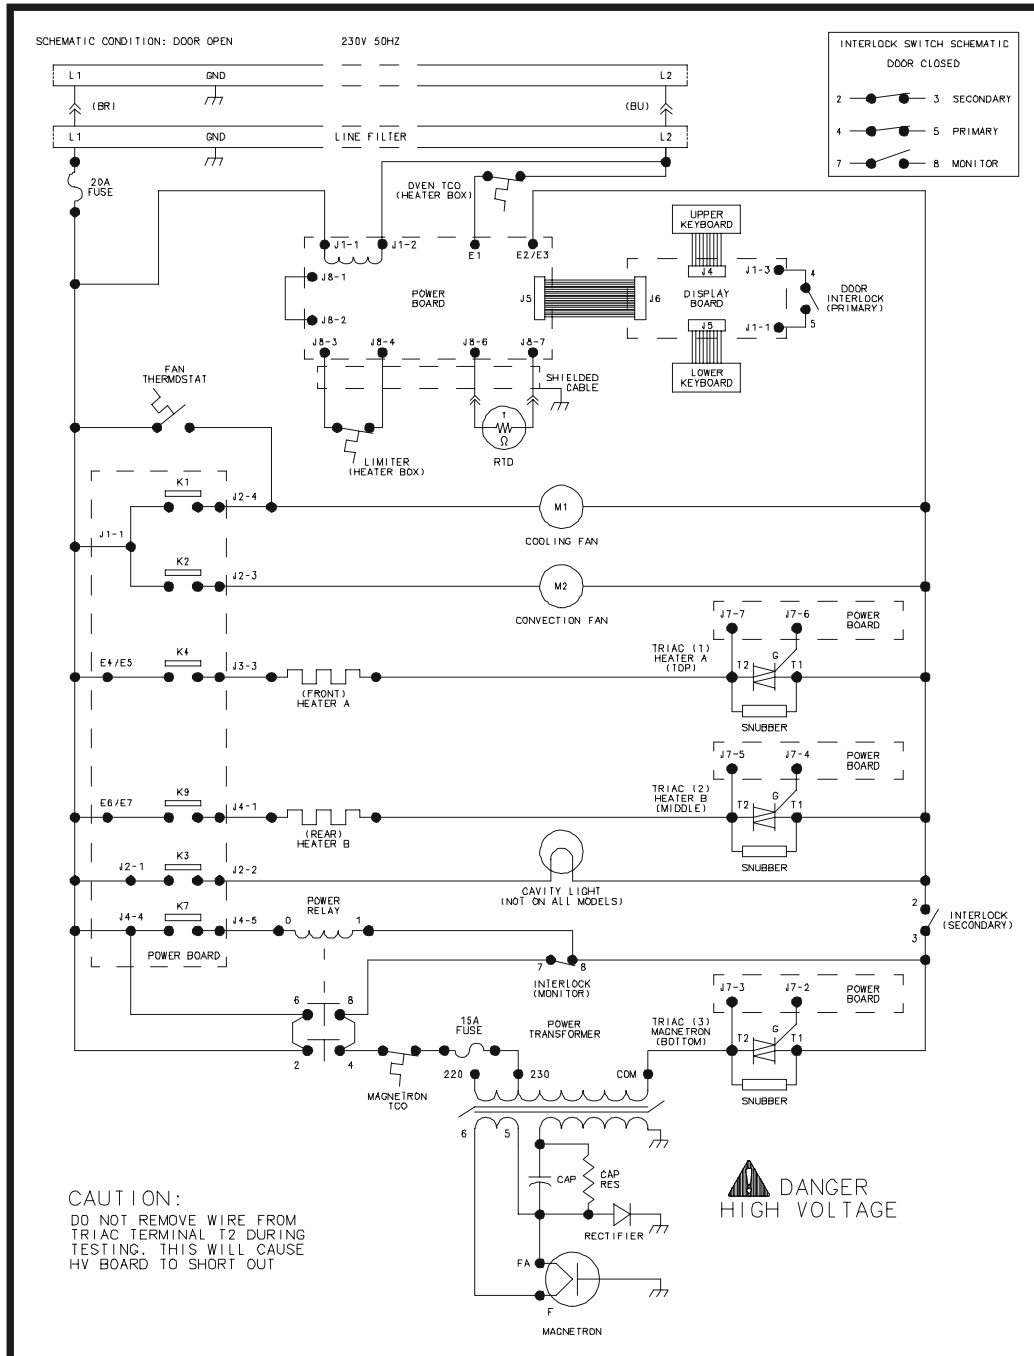 SCHEMATIC CONDITION: DOOR OPEN
230V 50HZ
INTERLOCK SWITCH SCHEMATIC
DOOR CLOSED
2 3 SECONDARY
4 5 PRIMARY
7 8 MONITOR
L1 GND L2
(BR) (BU)
L1 GND LINE FILTER L2
20A
FUSE
OVEN TCO
(HEATER BOX)
UPPER
KEYBOARD
J1-1 J1-2 E1 E2/E3
J8-1
POWER
BOARD
J8-2
J5 J6
J4 J1-3
DISPLAY
BOARD
J5 J1-1
4
DOOR
INTERLOCK
(PRIMARY)
5
LOWER
KEYBOARD
J8-3 J8-4 J8-6 J8-7
SHIELDED
CABLE
FAN
THERMOSTAT
LIMITER
(HEATER BOX)
T
Ω
RTD
K1
J2-4
M1
COOLING FAN
J1-1
K2
J2-3
M2
CONVECTION FAN
J7-7 J7-6 POWER
BOARD
E4/E5 K4 J3-3
(FRONT)
HEATER A
TRIAC (1)
HEATER A
(TOP)
T2 G T1
SNUBBER
J7-5 J7-4 POWER
BOARD
E6/E7 K9 J4-1
(REAR)
HEATER B
TRIAC (2)
HEATER B
(MIDDLE)
T2 G T1
SNUBBER
J2-1 K3 J2-2
CAVITY LIGHT
(NOT ON ALL MODELS)
J4-4 K7 J4-5
POWER BOARD
POWER
RELAY
0 1
2
INTERLOCK
(SECONDARY)
3
7 8
INTERLOCK
(MONITOR)
6 8
2 4
MAGNETRON
TCO
15A
FUSE
POWER
TRANSFORMER
TRIAC (3)
MAGNETRON
(BOTTOM)
J7-3 J7-2 POWER
BOARD
T2 G T1
SNUBBER
220 230 COM
6 5
CAP
CAP
RES
RECTIFIER
FA
F
MAGNETRON
CAUTION:
DO NOT REMOVE WIRE FROM
TRIAC TERMINAL T2 DURING
TESTING. THIS WILL CAUSE
HV BOARD TO SHORT OUT
! DANGER
HIGH VOLTAGE